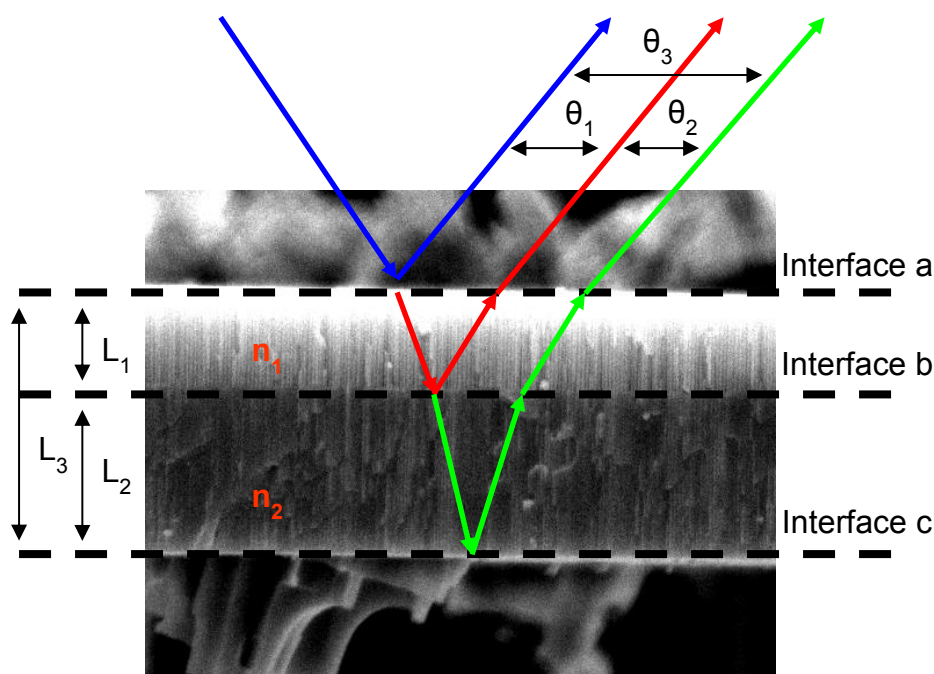 θ₃
θ₁
θ₂
Interface a
L₁
n₁
Interface b
L₃
L₂
n₂
Interface c